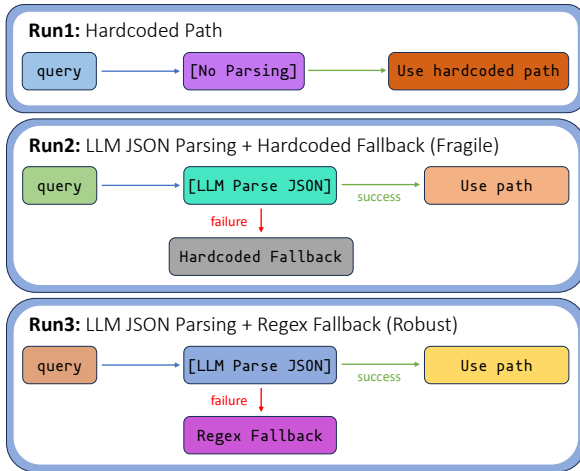 Run1: Hardcoded Path
query
[No Parsing]
Use hardcoded path
Run2: LLM JSON Parsing + Hardcoded Fallback (Fragile)
query
[LLM Parse JSON]
success
Use path
failure
Hardcoded Fallback
Run3: LLM JSON Parsing + Regex Fallback (Robust)
query
[LLM Parse JSON]
success
Use path
failure
Regex Fallback